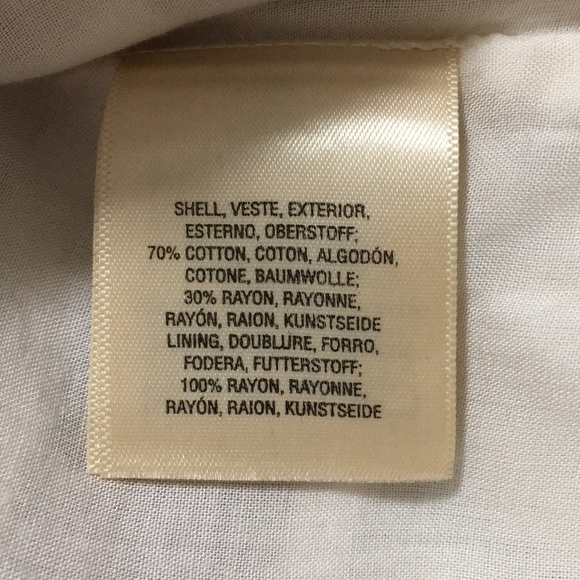 SHELL, VESTE, EXTERIOR,
ESTERNO, OBERSTOFF;
70% COTTON, COTON, ALGODÓN,
COTONE, BAUMWOLLE;
30% RAYON, RAYONNE,
RAYÓN, RAION, KUNSTSEIDE
LINING, DOUBLURE, FORRO,
FODERA, FUTTERSTOFF;
100% RAYON, RAYONNE,
RAYÓN, RAION, KUNSTSEIDE